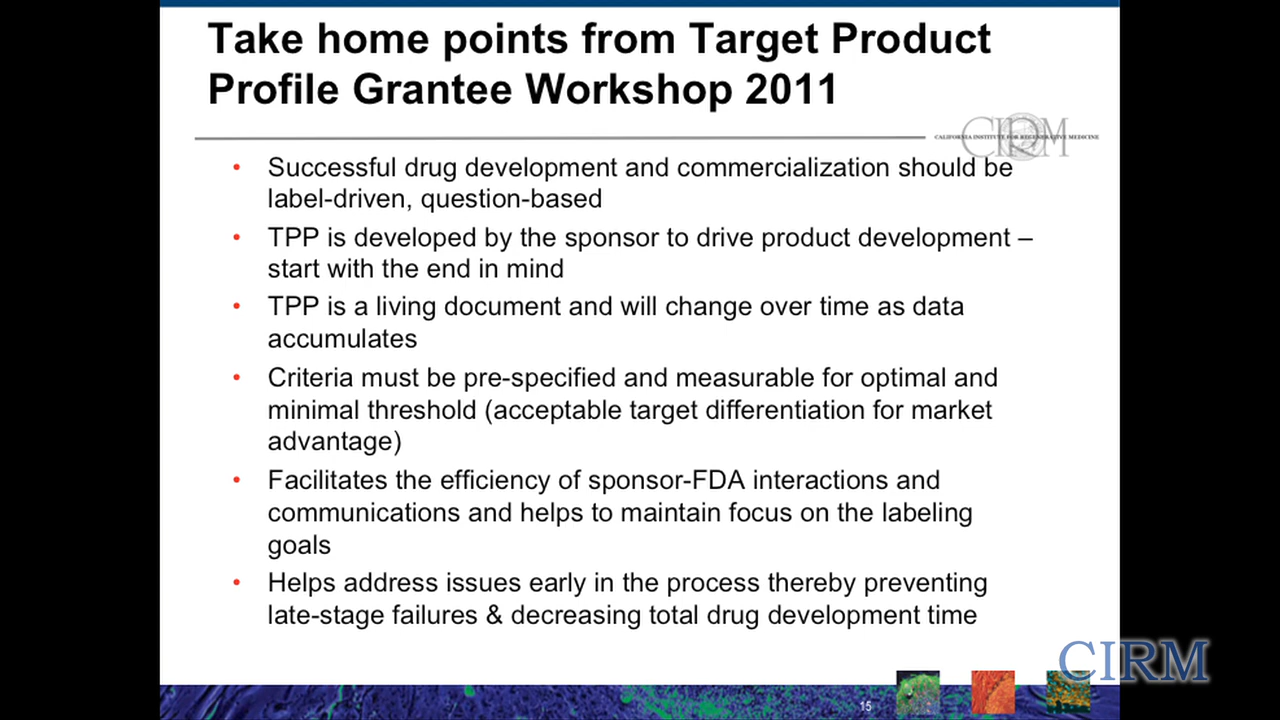 Take home points from Target Product
Profile Grantee Workshop 2011
CIRM
CALIFORNIA INSTITUTE FOR REGENERATIVE MEDICINE
• Successful drug development and commercialization should be
label-driven, question-based
• TPP is developed by the sponsor to drive product development –
start with the end in mind
• TPP is a living document and will change over time as data
accumulates
• Criteria must be pre-specified and measurable for optimal and
minimal threshold (acceptable target differentiation for market
advantage)
• Facilitates the efficiency of sponsor-FDA interactions and
communications and helps to maintain focus on the labeling
goals
• Helps address issues early in the process thereby preventing
late-stage failures & decreasing total drug development time
CIRM
15